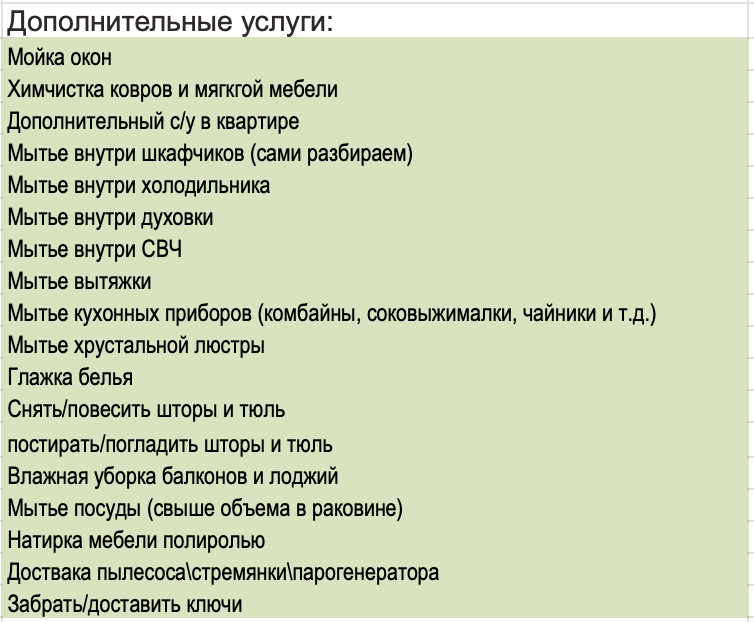 Дополнительные услуги:
Мойка окон
Химчистка ковров и мягкгой мебели
Дополнительный с/у в квартире
Мытье внутри шкафчиков (сами разбираем)
Мытье внутри холодильника
Мытье внутри духовки
Мытье внутри СВЧ
Мытье вытяжки
Мытье кухонных приборов (комбайны, соковыжималки, чайники и т.д.)
Мытье хрустальной люстры
Глажка белья
Снять/повесить шторы и тюль
постирать/погладить шторы и тюль
Влажная уборка балконов и лоджий
Мытье посуды (свыше объема в раковине)
Натирка мебели полиролью
Доствака пылесоса\стремянки\парогенератора
Забрать/доставить ключи